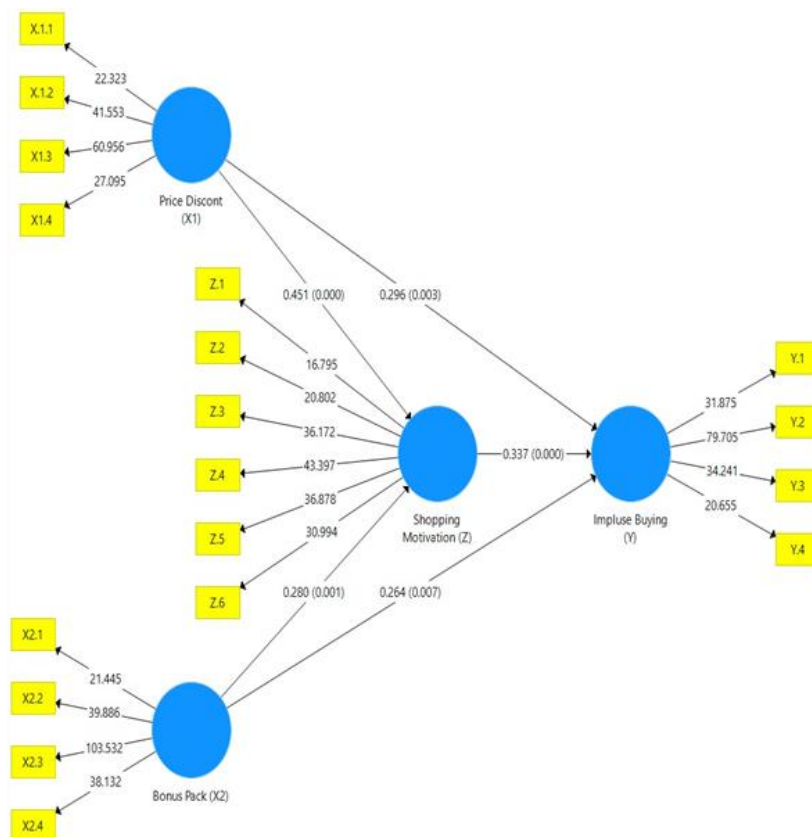 X.1.1
22.323
X.1.2
41.553
X1.3
60.956
27.095
X1.4
Price Discont
(X1)
Z.1
0.451 (0.000)
0.296 (0.003)
Z.2
16.795
Y.1
20.802
31.875
Z.3
36.172
Y.2
79.705
Z.4
43.397
0.337 (0.000)
34.241
Y.3
36.878
20.655
Z.5
30.994
Shopping
Motivation (Z)
Impluse Buying
(Y)
Y.4
Z.6
0.280 (0.001)
0.264 (0.007)
X2.1
21.445
X2.2
39.886
103.532
X2.3
38.132
Bonus Pack (X2)
X2.4